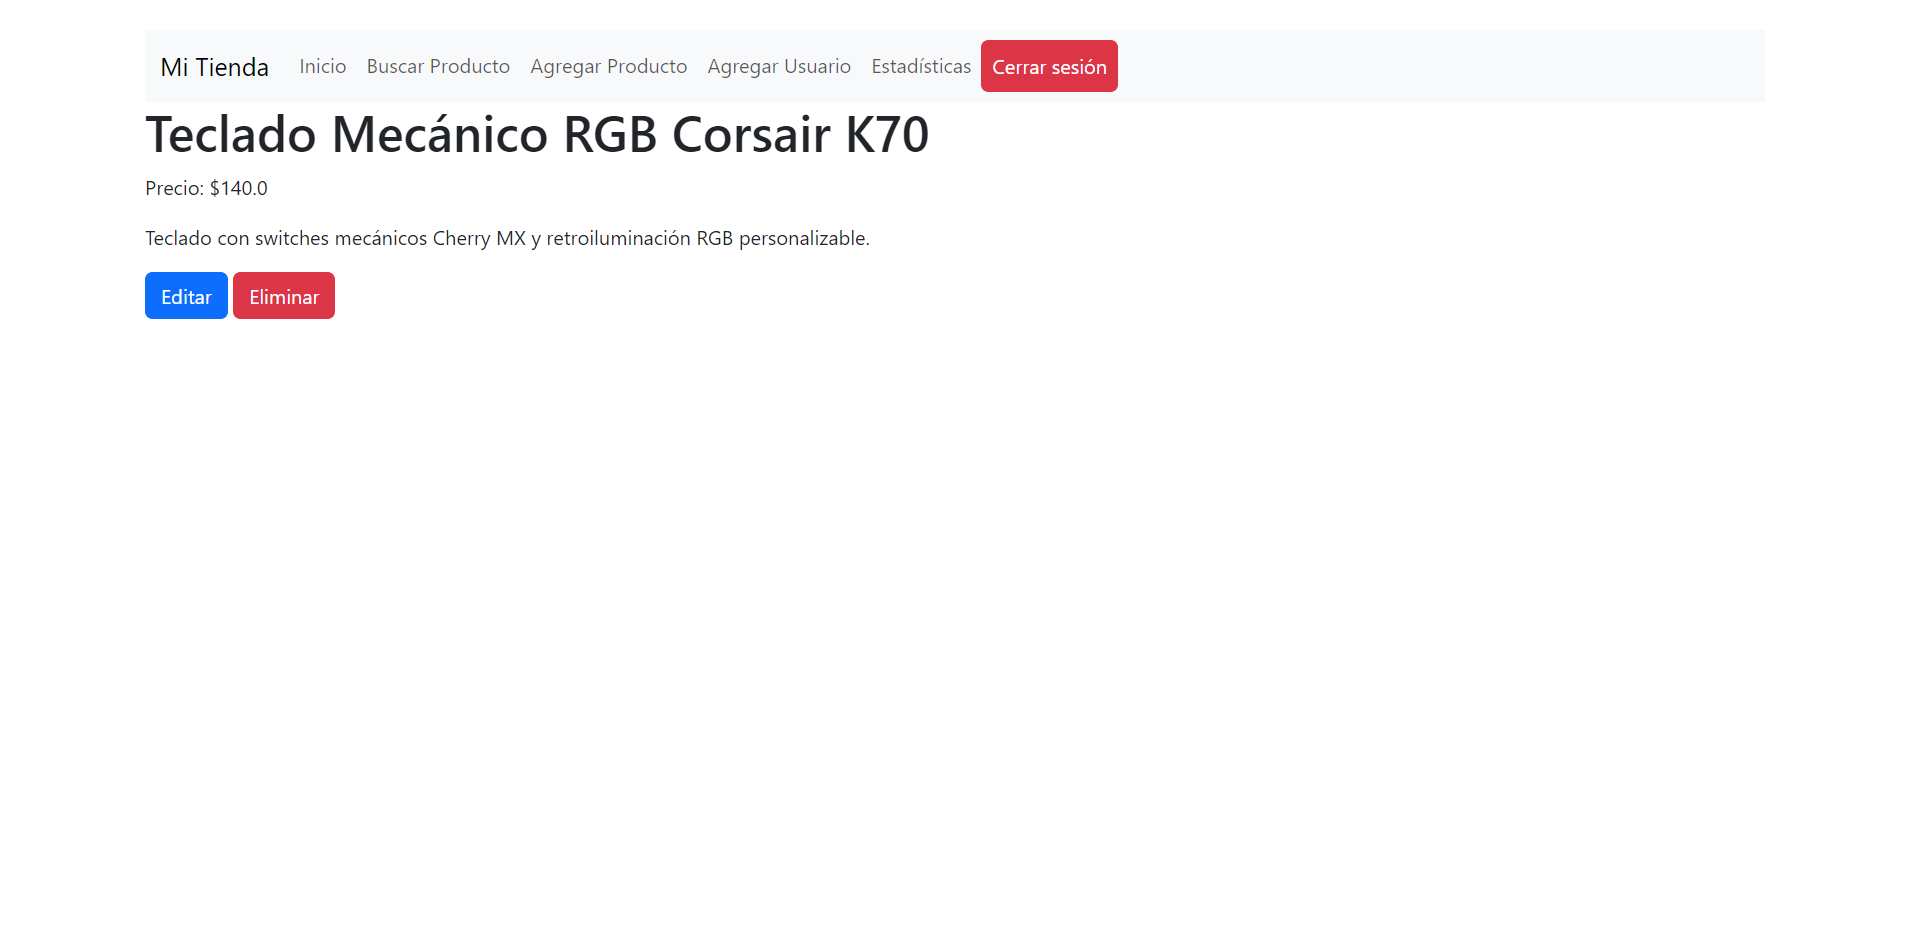 Mi Tienda Inicio Buscar Producto Agregar Producto Agregar Usuario Estadísticas Cerrar sesión
Teclado Mecánico RGB Corsair K70
Precio: $140.0
Teclado con switches mecánicos Cherry MX y retroiluminación RGB personalizable.
Editar Eliminar